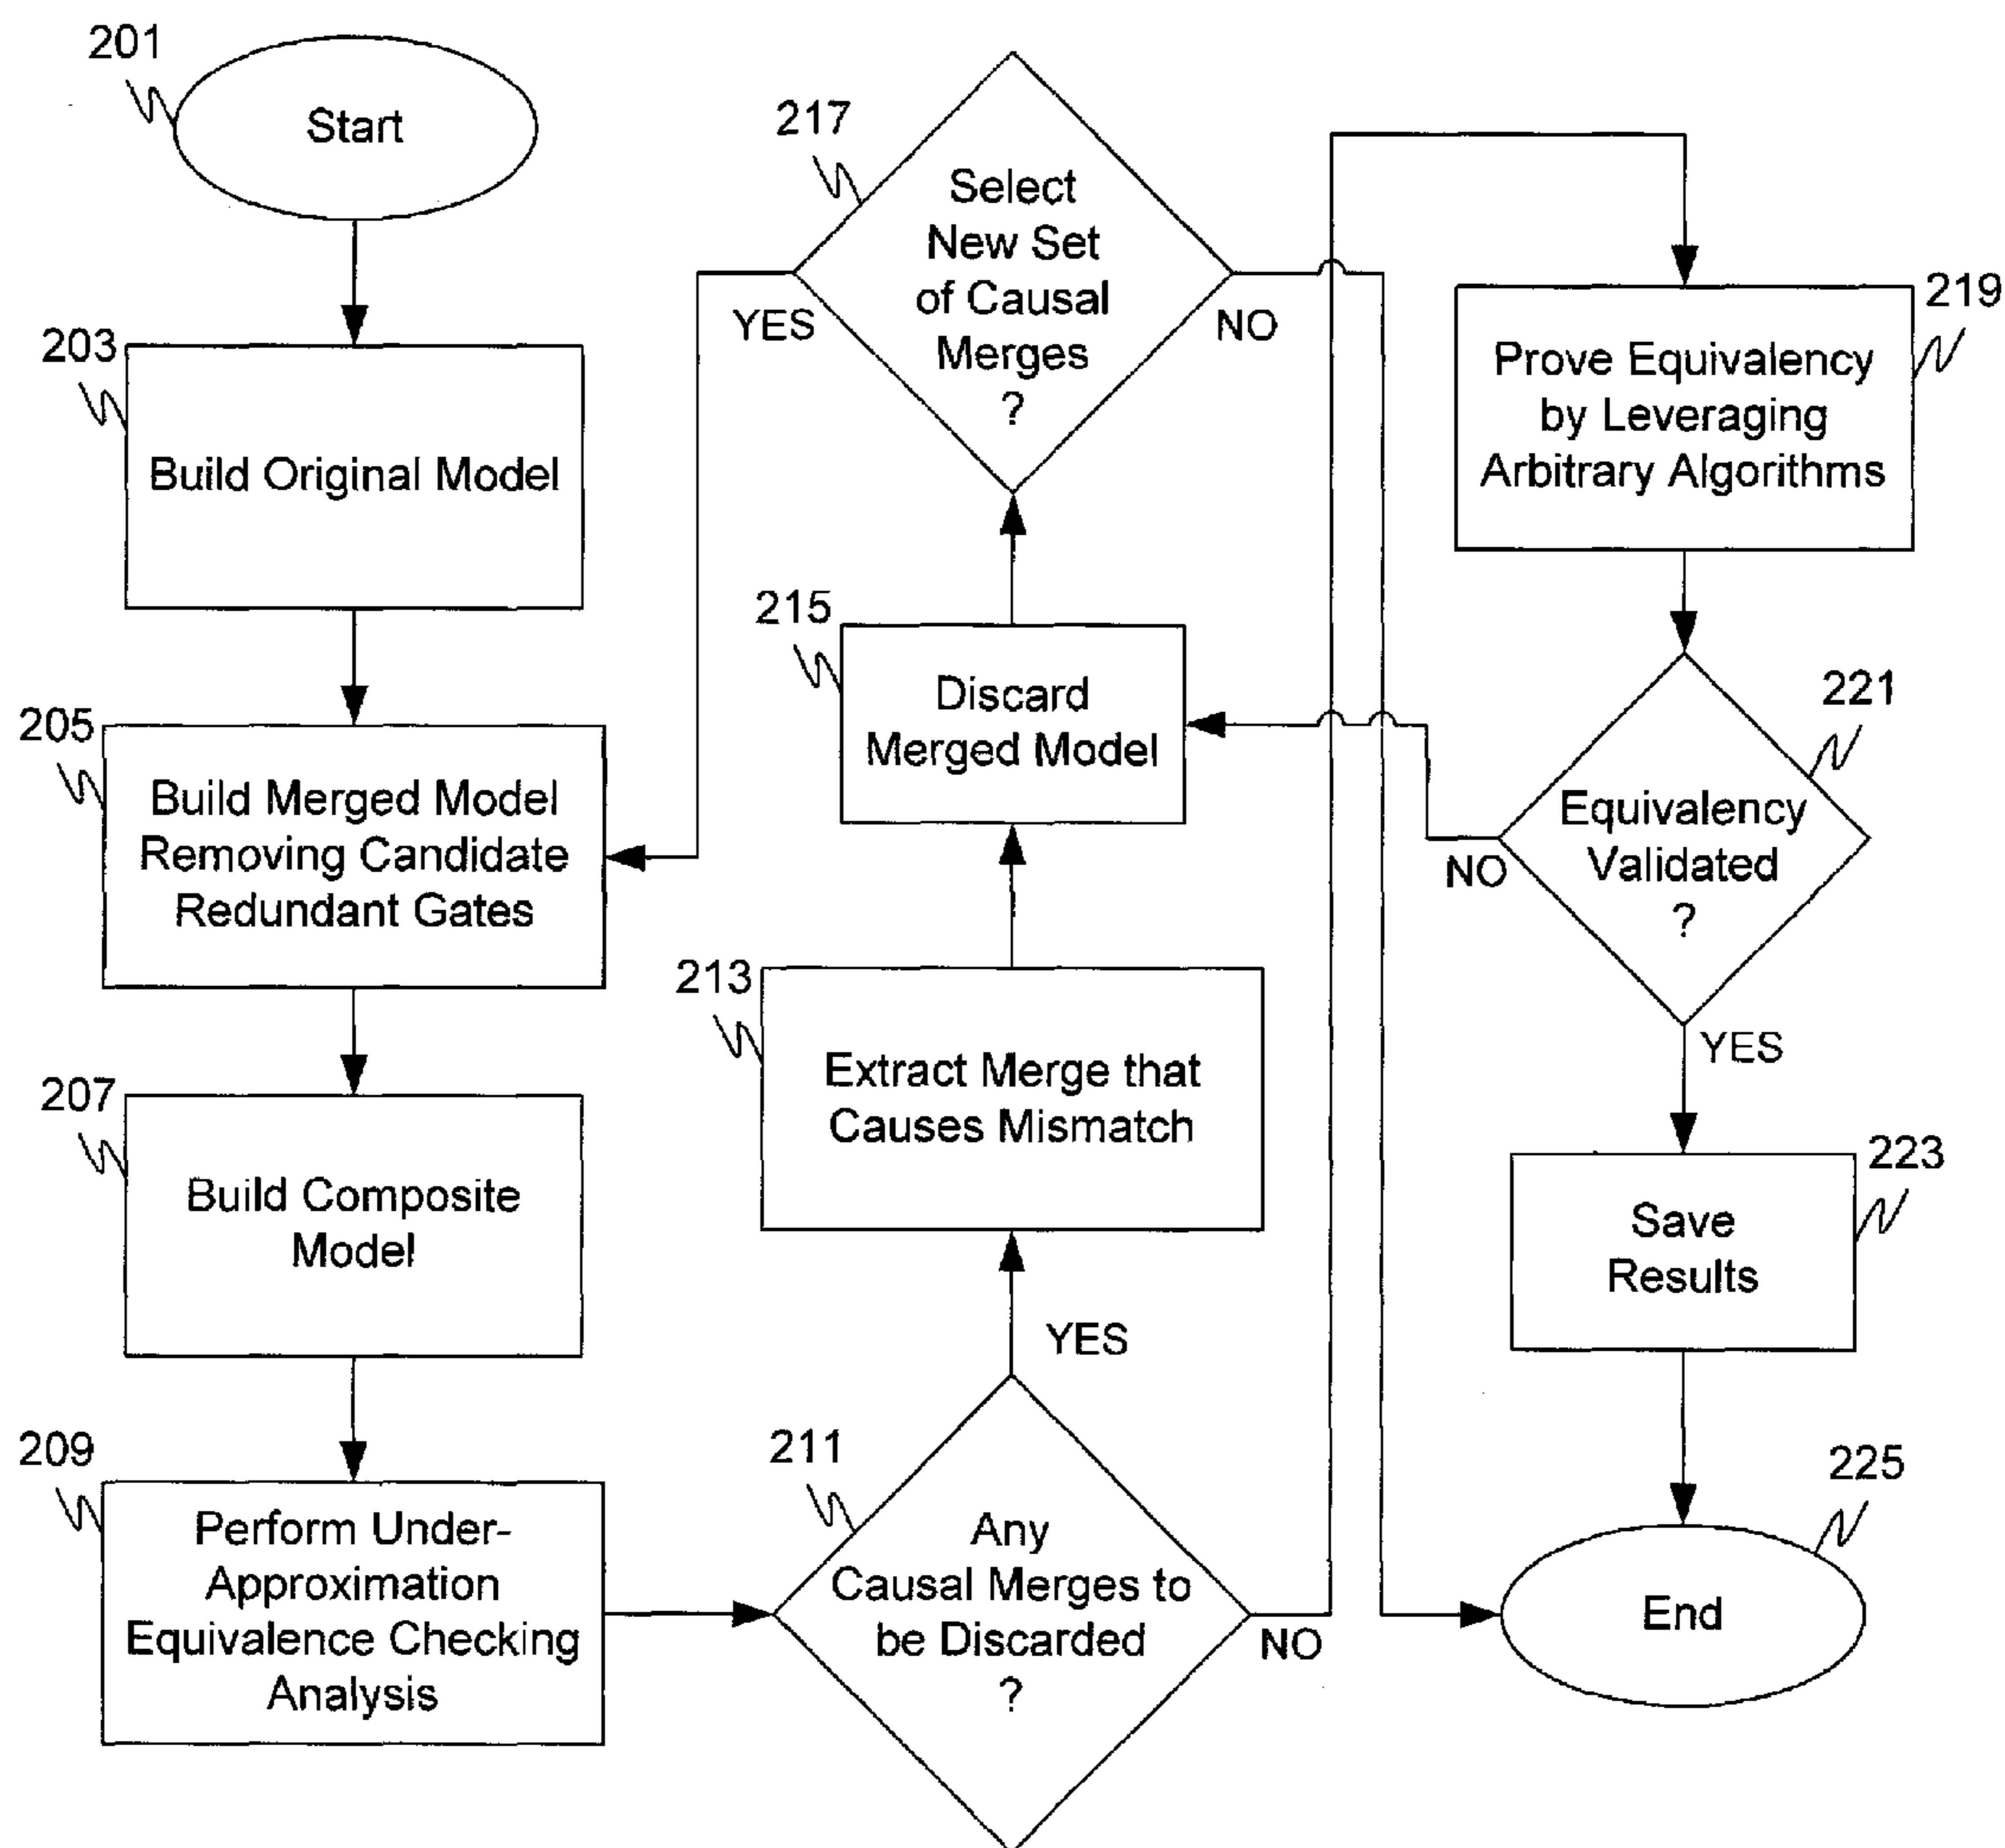 201
Start
203
Build Original Model
205
Build Merged Model
Removing Candidate
Redundant Gates
207
Build Composite
Model
209
Perform Under-
Approximation
Equivalence Checking
Analysis
211
Any
Causal Merges to
be Discarded
?
YES
NO
213
Extract Merge that
Causes Mismatch
215
Discard
Merged Model
217
Select
New Set
of Causal
Merges
?
YES
NO
219
Prove Equivalency
by Leveraging
Arbitrary Algorithms
221
Equivalency
Validated
?
NO
YES
223
Save
Results
225
End